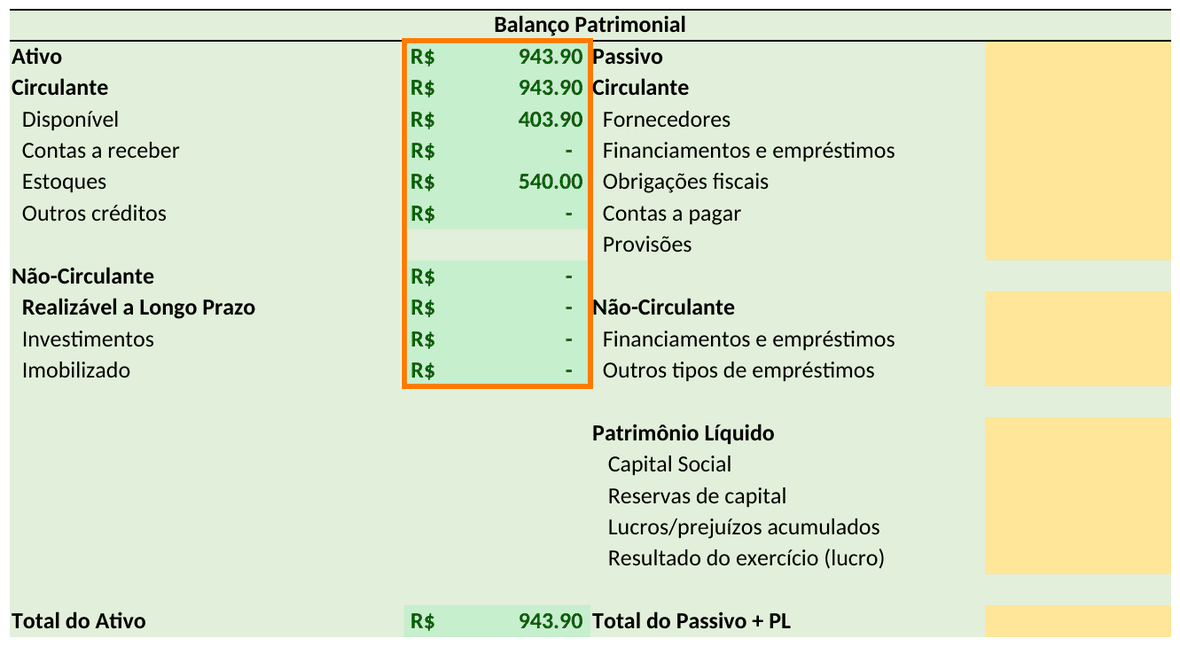 Balanço Patrimonial
Ativo R$ 943.90 Passivo
Circulante R$ 943.90 Circulante
Disponível R$ 403.90 Fornecedores
Contas a receber R$ - Financiamentos e empréstimos
Estoques R$ 540.00 Obrigações fiscais
Outros créditos R$ - Contas a pagar
Provisões
Não-Circulante R$ -
Realizável a Longo Prazo R$ - Não-Circulante
Investimentos R$ - Financiamentos e empréstimos
Imobilizado R$ - Outros tipos de empréstimos
Patrimônio Líquido
Capital Social
Reservas de capital
Lucros/prejuízos acumulados
Resultado do exercício (lucro)
Total do Ativo R$ 943.90 Total do Passivo + PL